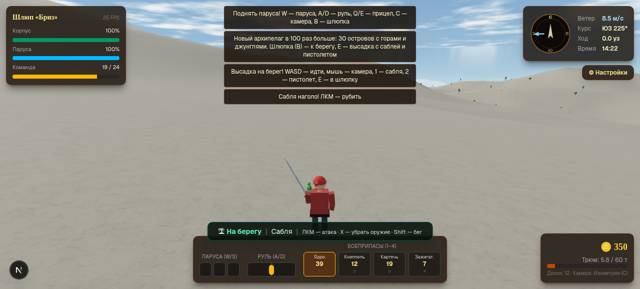 Шлюп «Бриз»
25 FPS
Корпус 100%
Паруса 100%
Команда 19 / 24
Поднять паруса! W — паруса, A/D — руль, Q/E — прицел, C —
камера, B — шлюпка
Новый архипелаг в 100 раз больше: 30 островов с горами и
джунглями. Шлюпка (B) — к берегу, E — высадка с саблей и
пистолетом
Высадка на берег! WASD — идти, мышь — камера, 1 — сабля, 2
— пистолет, E — в шлюпку
Сабля наголо! ЛКМ — рубить
Ветер 8.5 м/с
Курс ЮЗ 225°
Ход 0.0 уз
Время 14:22
Настройки
На берегу | Сабля | ЛКМ — атака · X — убрать оружие · Shift — бег
ПАРУСА (W/S)
РУЛЬ (A/D)
БОЕПРИПАСЫ (1–4)
Ядра
39
Книппель
12
Картечь
19
Зажигат.
7
350
Трюм: 5.8 / 60 т
N